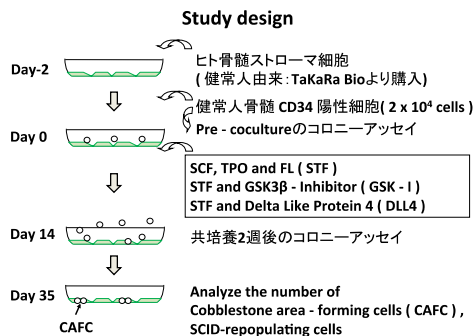 Study design
Day-2
ヒト骨髄ストローマ細胞
( 健常人由来：TaKaRa Bioより購入)
健常人骨髄 CD34 陽性細胞( 2 x 10⁴ cells )
Pre - cocultureのコロニーアッセイ
Day 0
SCF, TPO and FL ( STF )
STF and GSK3β - Inhibitor ( GSK - I )
STF and Delta Like Protein 4 ( DLL4 )
Day 14
共培養2週後のコロニーアッセイ
Day 35
Analyze the number of
Cobblestone area - forming cells ( CAFC ) ,
SCID-repopulating cells
CAFC